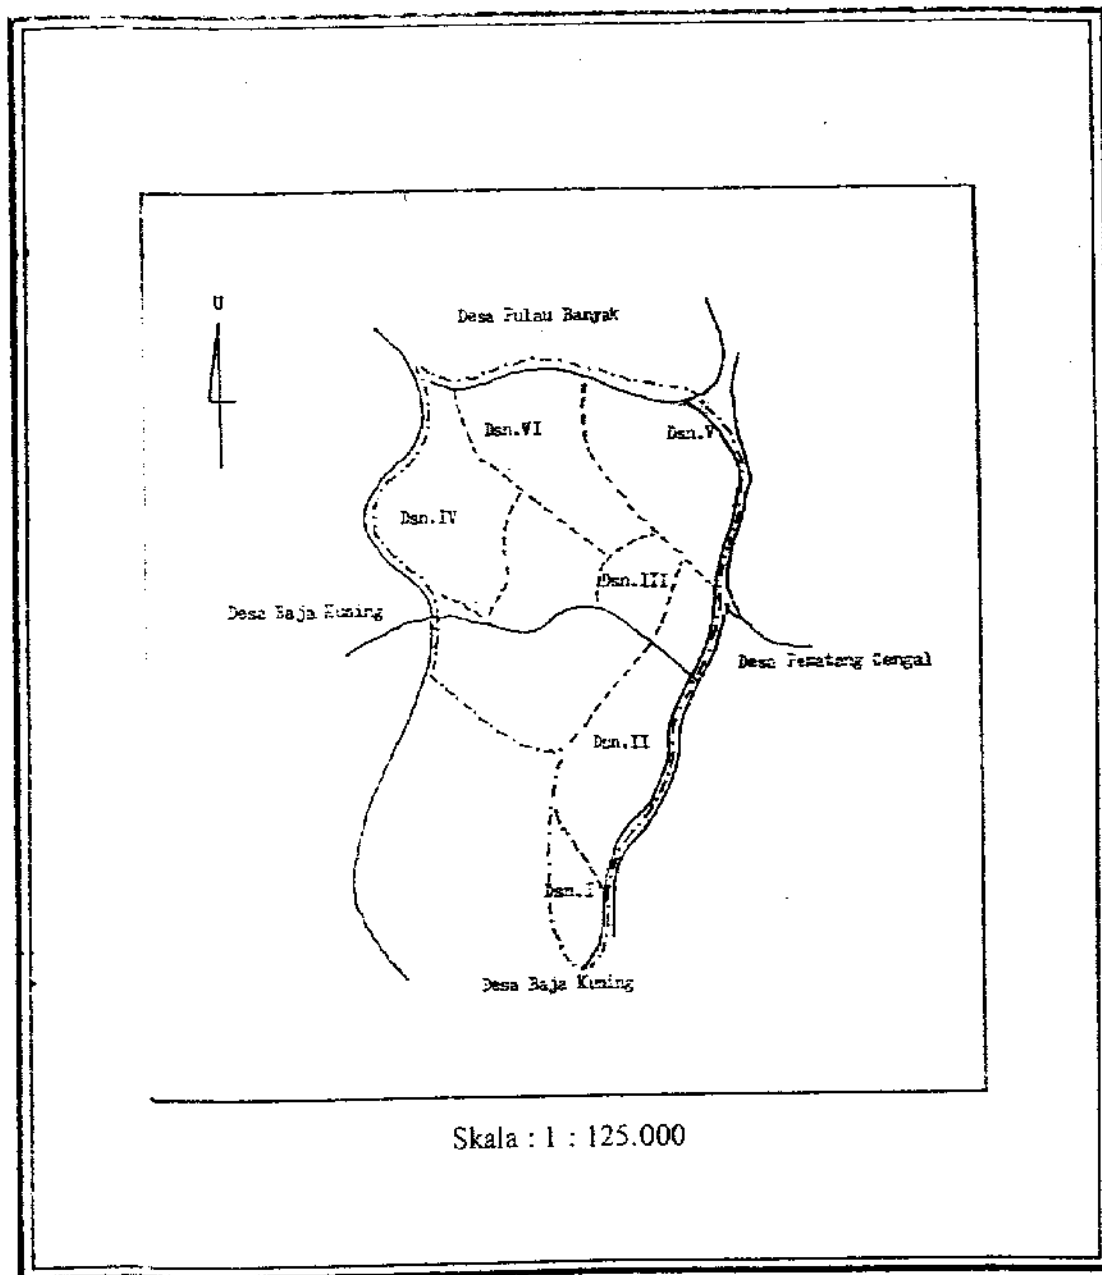 U
Desa Pulau Banyak
Dsn.VI
Dsn.V
Dsn.IV
Dsn.III
Desa Baja Kuning
Desa Pematang Cengal
Dsn.II
Dsn.I
Desa Baja Kuning
Skala : 1 : 125.000